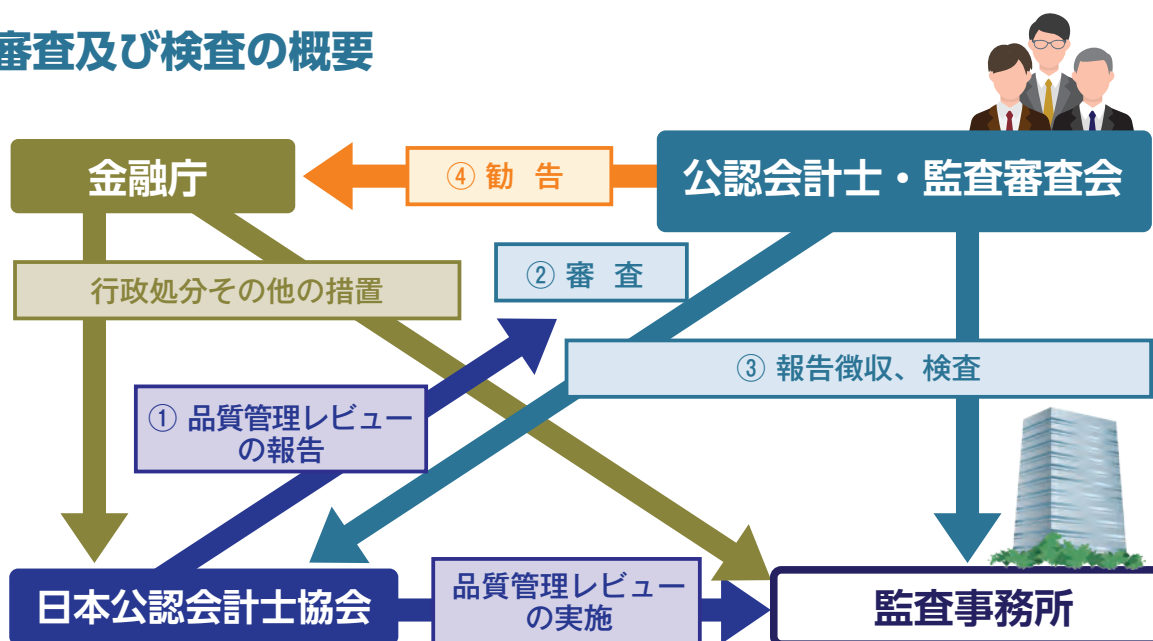 審査及び検査の概要
金融庁
④ 勧 告
公認会計士・監査審査会
② 審 査
行政処分その他の措置
③ 報告徴収、検査
① 品質管理レビュー
の報告
日本公認会計士協会
品質管理レビュー
の実施
監査事務所